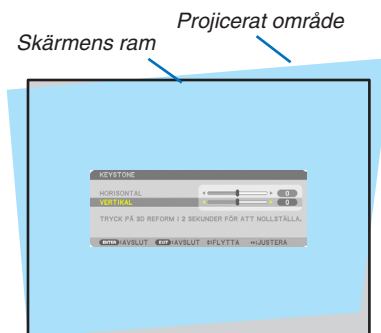 Projicerat område
Skärmens ram
KEYSTONE
HORISONTAL 0
VERTIKAL 0
TRYCK PÅ 3D REFORM I 2 SEKUNDER FÖR ATT NOLLSTÄLLA.
ENTER:AVSLUT EXIT:AVSLUT ↕:FLYTTA ↔:JUSTERA